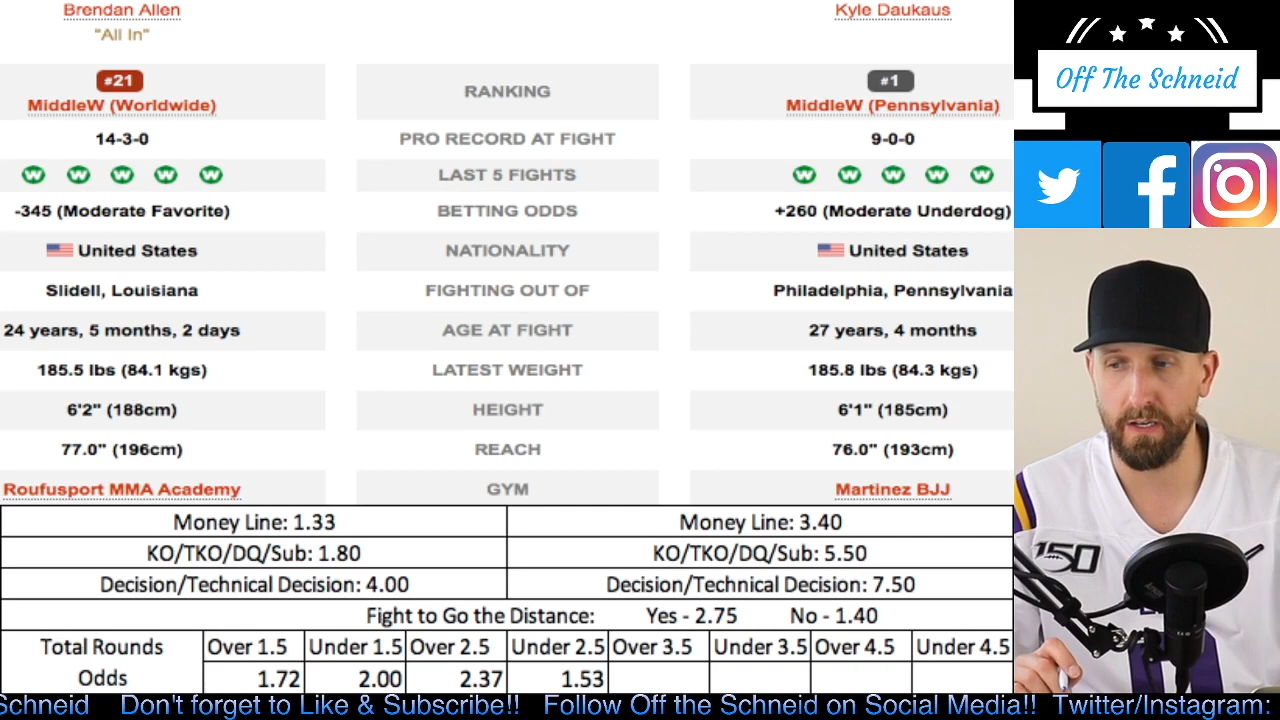 Brendan Allen
Kyle Daukaus
"All In"
#21
#1
MiddleW (Worldwide)
RANKING
MiddleW (Pennsylvania)
14-3-0
PRO RECORD AT FIGHT
9-0-0
W W W W W
LAST 5 FIGHTS
W W W W W
-345 (Moderate Favorite)
BETTING ODDS
+260 (Moderate Underdog)
United States
NATIONALITY
United States
Slidell, Louisiana
FIGHTING OUT OF
Philadelphia, Pennsylvania
24 years, 5 months, 2 days
AGE AT FIGHT
27 years, 4 months
185.5 lbs (84.1 kgs)
LATEST WEIGHT
185.8 lbs (84.3 kgs)
6'2" (188cm)
HEIGHT
6'1" (185cm)
77.0" (196cm)
REACH
76.0" (193cm)
Roufusport MMA Academy
GYM
Martinez BJJ
Money Line: 1.33
Money Line: 3.40
KO/TKO/DQ/Sub: 1.80
KO/TKO/DQ/Sub: 5.50
Decision/Technical Decision: 4.00
Decision/Technical Decision: 7.50
Fight to Go the Distance: Yes - 2.75 No - 1.40
Total Rounds Over 1.5 Under 1.5 Over 2.5 Under 2.5 Over 3.5 Under 3.5 Over 4.5 Under 4.5
Odds 1.72 2.00 2.37 1.53
Schneid Don't forget to Like & Subscribe!! Follow Off the Schneid on Social Media!! Twitter/Instagram:
Off The Schneid
150